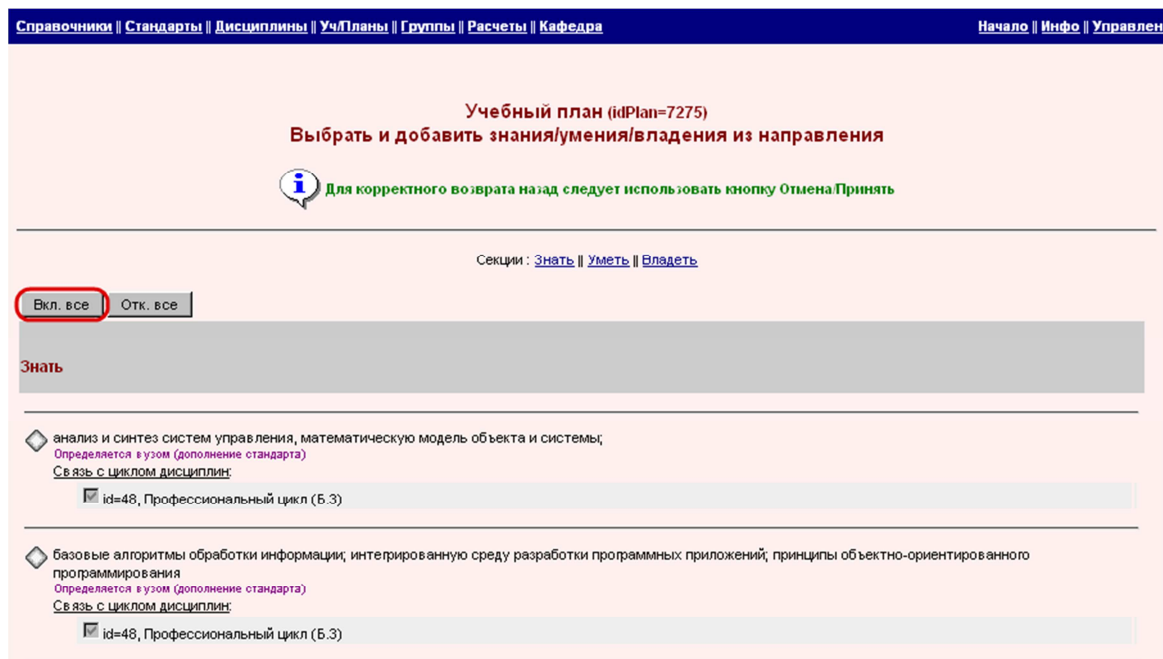 Справочники || Стандарты || Дисциплины || Уч/Планы || Группы || Расчеты || Кафедра
Начало || Инфо || Управлен
Учебный план (idPlan=7275)
Выбрать и добавить знания/умения/владения из направления
Для корректного возврата назад следует использовать кнопку Отмена/Принять
Секции : Знать || Уметь || Владеть
Вкл. все Отк. все
Знать
анализ и синтез систем управления, математическую модель объекта и системы;
Определяется вузом (дополнение стандарта)
Связь с циклом дисциплин:
id=48, Профессиональный цикл (Б.3)
базовые алгоритмы обработки информации; интегрированную среду разработки программных приложений; принципы объектно-ориентированного
программирования
Определяется вузом (дополнение стандарта)
Связь с циклом дисциплин:
id=48, Профессиональный цикл (Б.3)